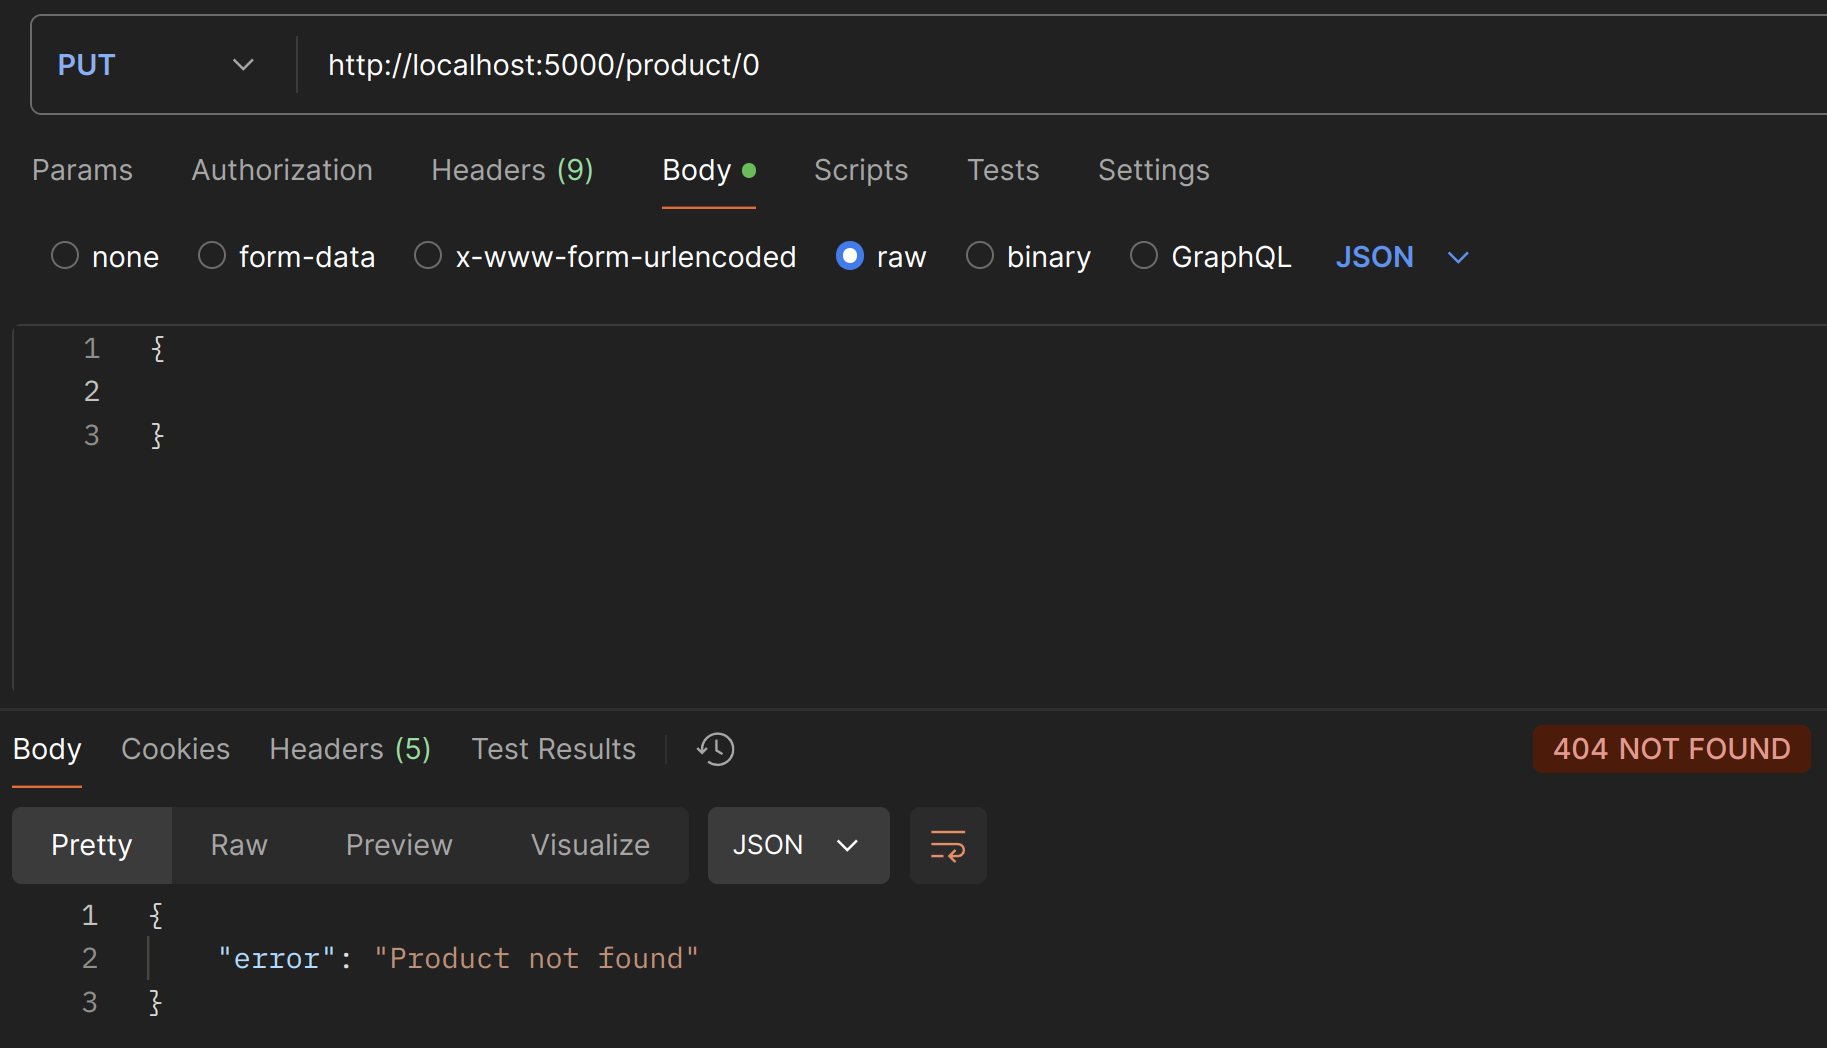 PUT http://localhost:5000/product/0
Params Authorization Headers (9) Body Scripts Tests Settings
none form-data x-www-form-urlencoded raw binary GraphQL JSON
1 {
2
3 }
Body Cookies Headers (5) Test Results 404 NOT FOUND
Pretty Raw Preview Visualize JSON
1 {
2 "error": "Product not found"
3 }